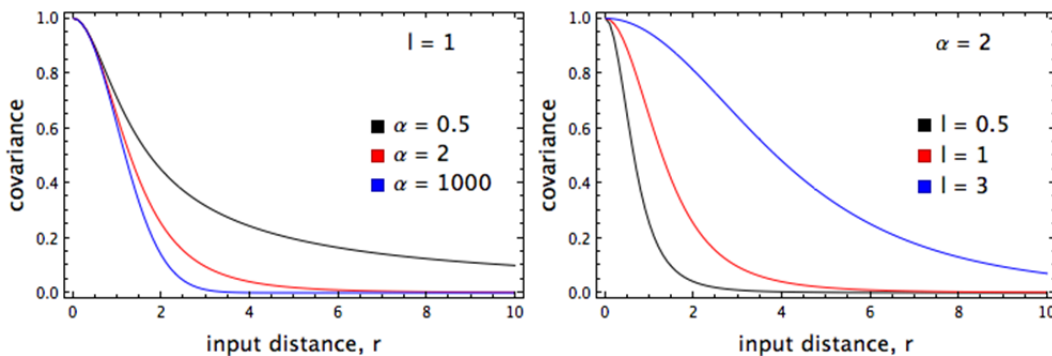 l = 1
α = 0.5
α = 2
α = 1000
covariance
1.0
0.8
0.6
0.4
0.2
0.0
0 2 4 6 8 10
input distance, r
α = 2
l = 0.5
l = 1
l = 3
covariance
1.0
0.8
0.6
0.4
0.2
0.0
0 2 4 6 8 10
input distance, r